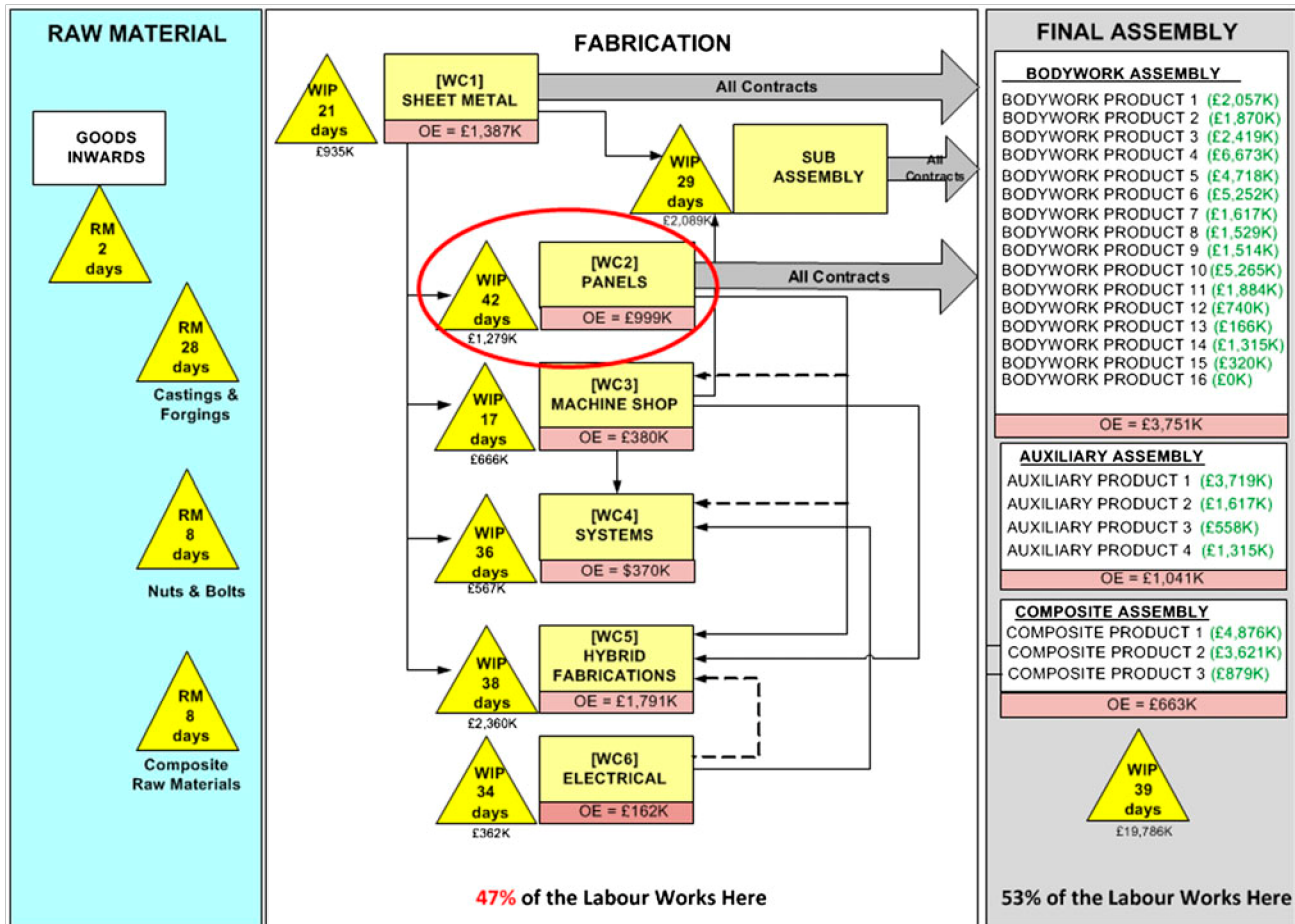 RAW MATERIAL
GOODS
INWARDS
RM
2
days
RM
28
days
Castings &
Forgings
RM
8
days
Nuts & Bolts
RM
8
days
Composite
Raw Materials
FABRICATION
WIP
21
days
£935K
[WC1]
SHEET METAL
OE = £1,387K
All Contracts
WIP
29
days
£2,089K
SUB
ASSEMBLY
All
Contracts
WIP
42
days
£1,279K
[WC2]
PANELS
OE = £999K
All Contracts
WIP
17
days
£666K
[WC3]
MACHINE SHOP
OE = £380K
WIP
36
days
£567K
[WC4]
SYSTEMS
OE = $370K
WIP
38
days
£2,360K
[WC5]
HYBRID
FABRICATIONS
OE = £1,791K
WIP
34
days
£362K
[WC6]
ELECTRICAL
OE = £162K
47% of the Labour Works Here
FINAL ASSEMBLY
BODYWORK ASSEMBLY
BODYWORK PRODUCT 1 (£2,057K)
BODYWORK PRODUCT 2 (£1,870K)
BODYWORK PRODUCT 3 (£2,419K)
BODYWORK PRODUCT 4 (£6,673K)
BODYWORK PRODUCT 5 (£4,718K)
BODYWORK PRODUCT 6 (£5,252K)
BODYWORK PRODUCT 7 (£1,617K)
BODYWORK PRODUCT 8 (£1,529K)
BODYWORK PRODUCT 9 (£1,514K)
BODYWORK PRODUCT 10 (£5,265K)
BODYWORK PRODUCT 11 (£1,884K)
BODYWORK PRODUCT 12 (£740K)
BODYWORK PRODUCT 13 (£166K)
BODYWORK PRODUCT 14 (£1,315K)
BODYWORK PRODUCT 15 (£320K)
BODYWORK PRODUCT 16 (£0K)
OE = £3,751K
AUXILIARY ASSEMBLY
AUXILIARY PRODUCT 1 (£3,719K)
AUXILIARY PRODUCT 2 (£1,617K)
AUXILIARY PRODUCT 3 (£558K)
AUXILIARY PRODUCT 4 (£1,315K)
OE = £1,041K
COMPOSITE ASSEMBLY
COMPOSITE PRODUCT 1 (£4,876K)
COMPOSITE PRODUCT 2 (£3,621K)
COMPOSITE PRODUCT 3 (£879K)
OE = £663K
WIP
39
days
£19,786K
53% of the Labour Works Here